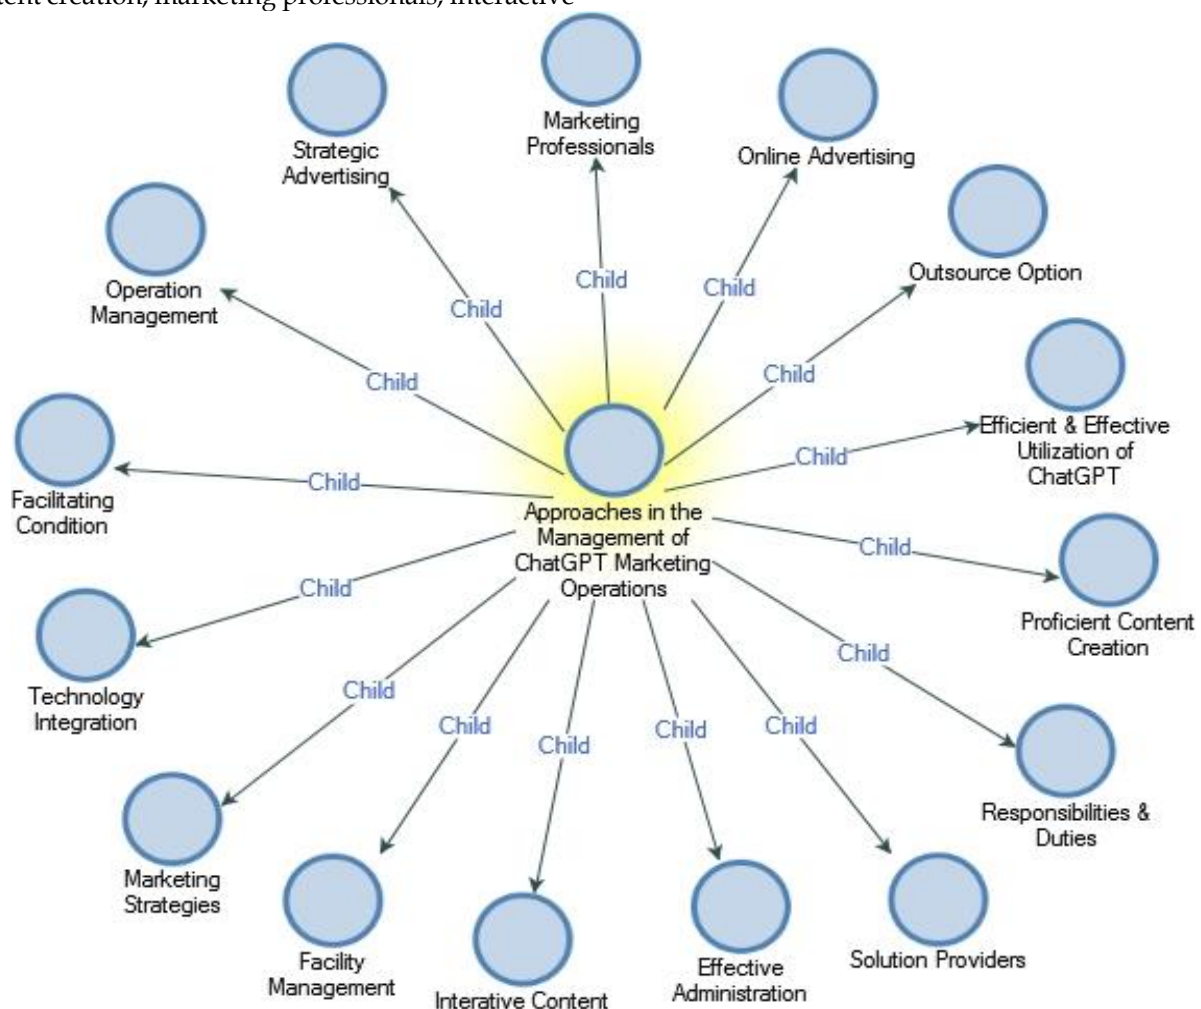 tent creation, marketing professionals, interactive
Marketing
Professionals
Strategic
Advertising
Online Advertising
Outsource Option
Operation
Management
Child
Child
Child
Child
Child
Efficient & Effective
Utilization of
ChatGPT
Child
Facilitating
Condition
Child
Approaches in the
Management of
ChatGPT Marketing
Operations
Child
Proficient Content
Creation
Child
Technology
Integration
Child
Child
Responsibilities &
Duties
Child
Child
Child
Child
Marketing
Strategies
Facility
Management
Interative Content
Effective
Administration
Solution Providers